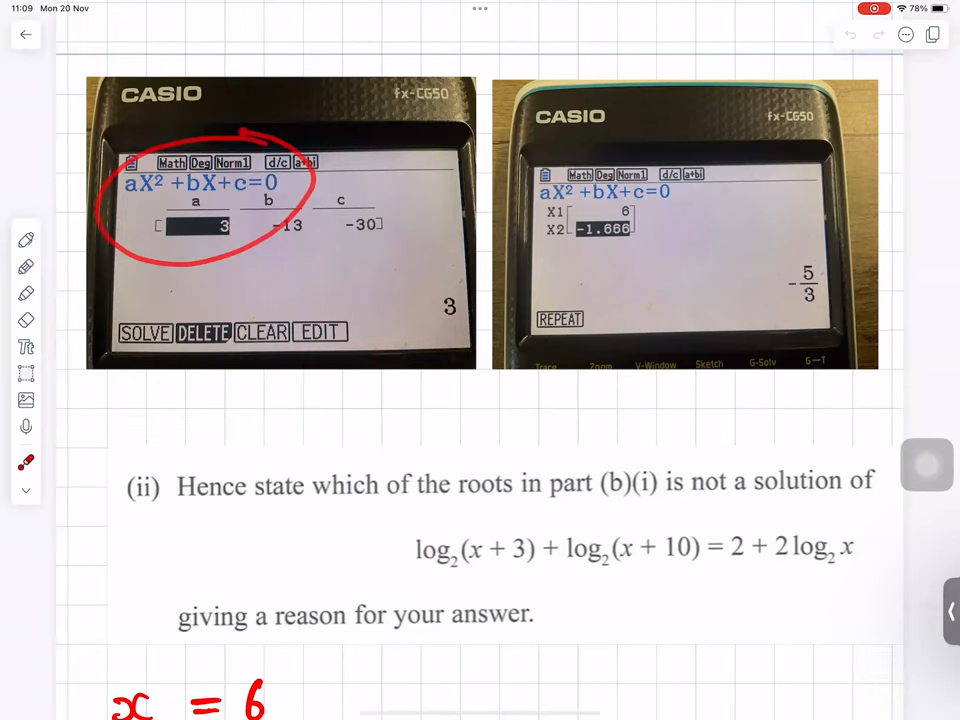 11:09 Mon 20 Nov
78%
CASIO
fx-CG50
Math Deg Norm1 d/c a+bi
aX² +bX+c=0
a b c
[ 3 -13 -30]
3
SOLVE DELETE CLEAR EDIT
CASIO
fx-CG50
Math Deg Norm1 d/c a+bi
aX² +bX+c=0
X1[ 6]
X2[-1.666]
-5/3
REPEAT
Trace Zoom V-Window Sketch G-Solv G↔T
Tt
(ii) Hence state which of the roots in part (b)(i) is not a solution of
log₂(x + 3) + log₂(x + 10) = 2 + 2 log₂ x
giving a reason for your answer.
x = 6